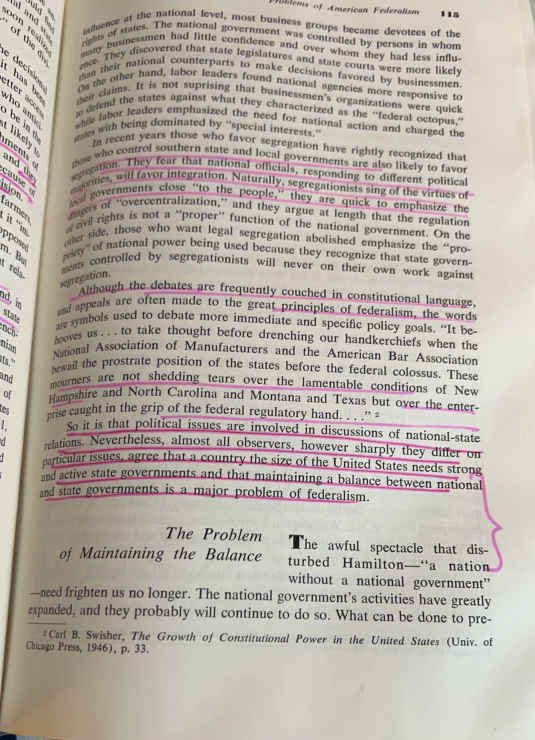 Problems of American Federalism 115
influence at the national level, most business groups became devotees of the
rights of states. The national government was controlled by persons in whom
many businessmen had little confidence and over whom they had less influ-
ence. They discovered that state legislatures and state courts were more likely
than their national counterparts to make decisions favored by businessmen.
On the other hand, labor leaders found national agencies more responsive to
their claims. It is not suprising that businessmen's organizations were quick
to defend the states against what they characterized as the "federal octopus,"
while labor leaders emphasized the need for national action and charged the
states with being dominated by "special interests."
In recent years those who favor segregation have rightly recognized that
those who control southern state and local governments are also likely to favor
segregation. They fear that national officials, responding to different political
majorities, will favor integration. Naturally, segregationists sing of the virtues of
local governments close "to the people," they are quick to emphasize the
dangers of "overcentralization," and they argue at length that the regulation
of civil rights is not a "proper" function of the national government. On the
other side, those who want legal segregation abolished emphasize the "pro-
priety" of national power being used because they recognize that state govern-
ments controlled by segregationists will never on their own work against
segregation.
Although the debates are frequently couched in constitutional language,
and appeals are often made to the great principles of federalism, the words
are symbols used to debate more immediate and specific policy goals. "It be-
hooves us . . . to take thought before drenching our handkerchiefs when the
National Association of Manufacturers and the American Bar Association
bewail the prostrate position of the states before the federal colossus. These
mourners are not shedding tears over the lamentable conditions of New
Hampshire and North Carolina and Montana and Texas but over the enter-
prise caught in the grip of the federal regulatory hand. . . ." 2
So it is that political issues are involved in discussions of national-state
relations. Nevertheless, almost all observers, however sharply they differ on
particular issues, agree that a country the size of the United States needs strong
and active state governments and that maintaining a balance between national
and state governments is a major problem of federalism.
The Problem
of Maintaining the Balance
The awful spectacle that dis-
turbed Hamilton—"a nation
without a national government"
—need frighten us no longer. The national government's activities have greatly
expanded, and they probably will continue to do so. What can be done to pre-
2 Carl B. Swisher, The Growth of Constitutional Power in the United States (Univ. of
Chicago Press, 1946), p. 33.